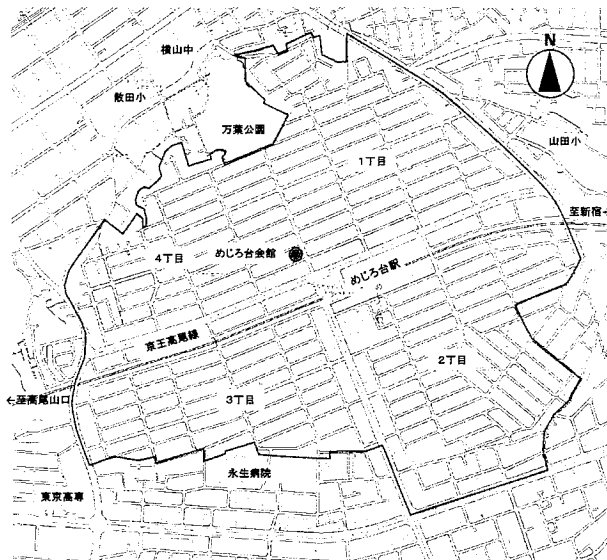 横山中
N
散田小
万葉公園
山田小
1丁目
至新宿→
4丁目
めじろ台会館
めじろ台駅
京王高尾線
2丁目
←至高尾山口
3丁目
永生病院
東京高専